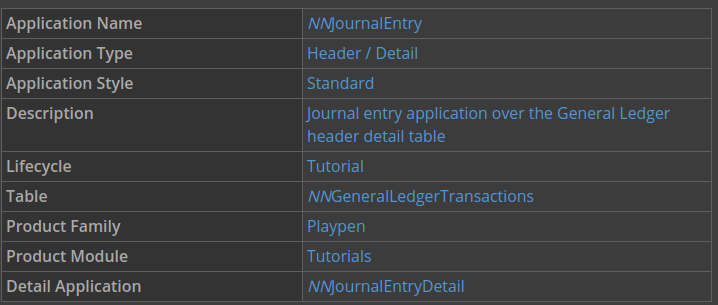 Application Name NNJournalEntry
Application Type Header / Detail
Application Style Standard
Description Journal entry application over the General Ledger
header detail table
Lifecycle Tutorial
Table NNGeneralLedgerTransactions
Product Family Playpen
Product Module Tutorials
Detail Application NNJournalEntryDetail